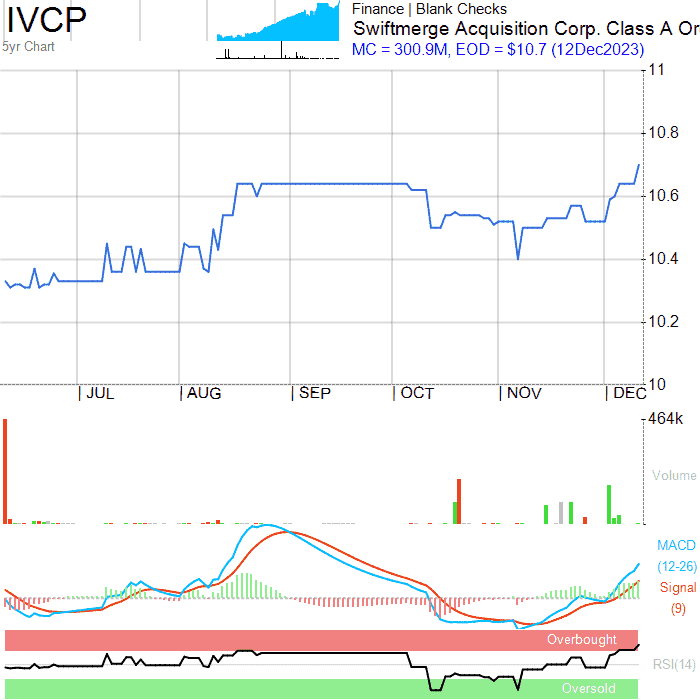 IVCP
5yr Chart
Finance | Blank Checks
Swiftmerge Acquisition Corp. Class A Or
MC = 300.9M, EOD = $10.7 (12Dec2023)
11
10.8
10.6
10.4
10.2
10
JUL
AUG
SEP
OCT
NOV
DEC
464k
Volume
MACD
(12-26)
Signal
(9)
Overbought
RSI(14)
Oversold